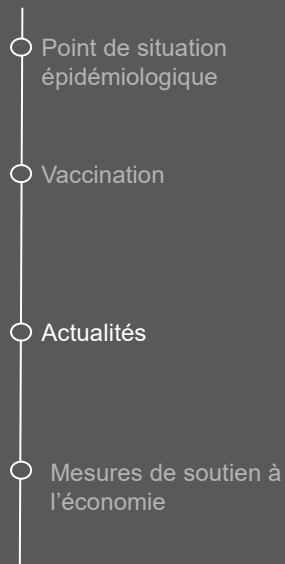 Point de situation
épidémiologique
Vaccination
Actualités
Mesures de soutien à
l’économie